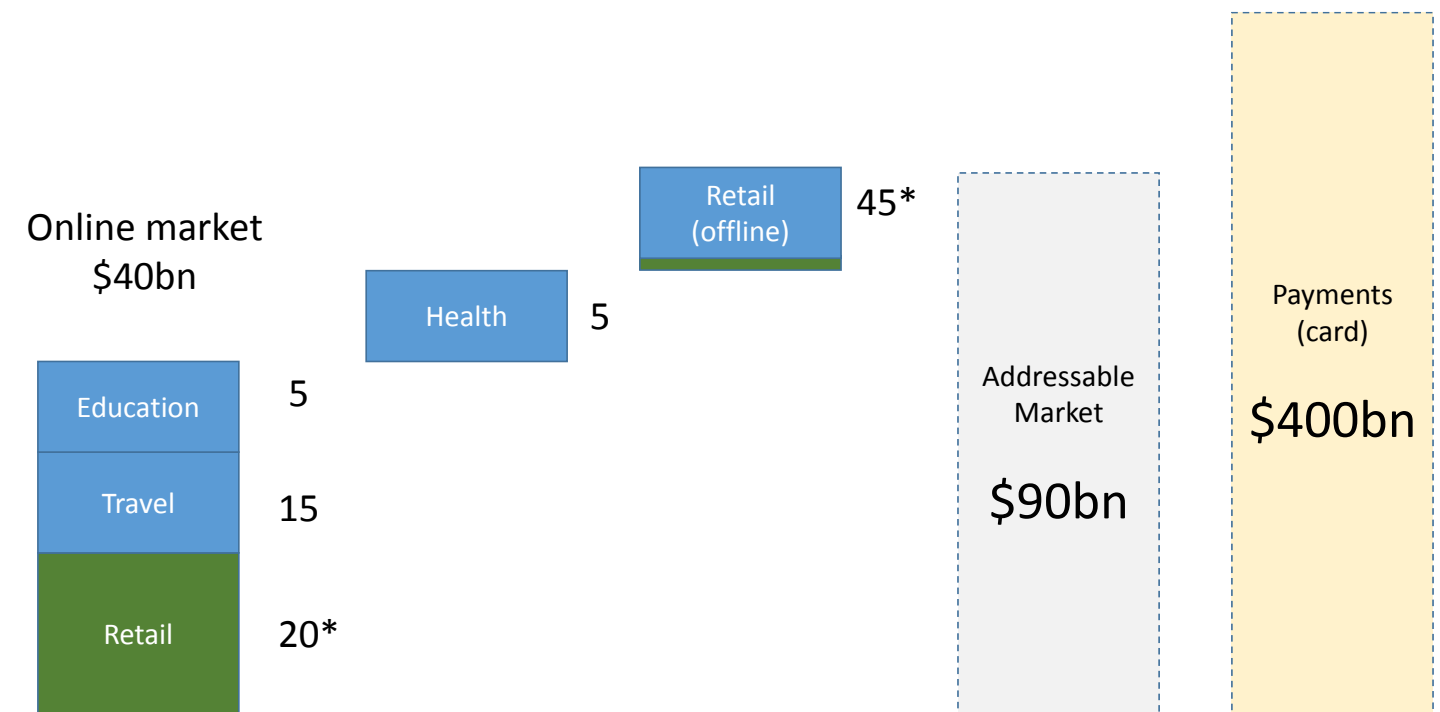 Online market
$40bn
Education
5
Travel
15
Retail
20*
Health
5
Retail
(offline)
45*
Addressable
Market
$90bn
Payments
(card)
$400bn